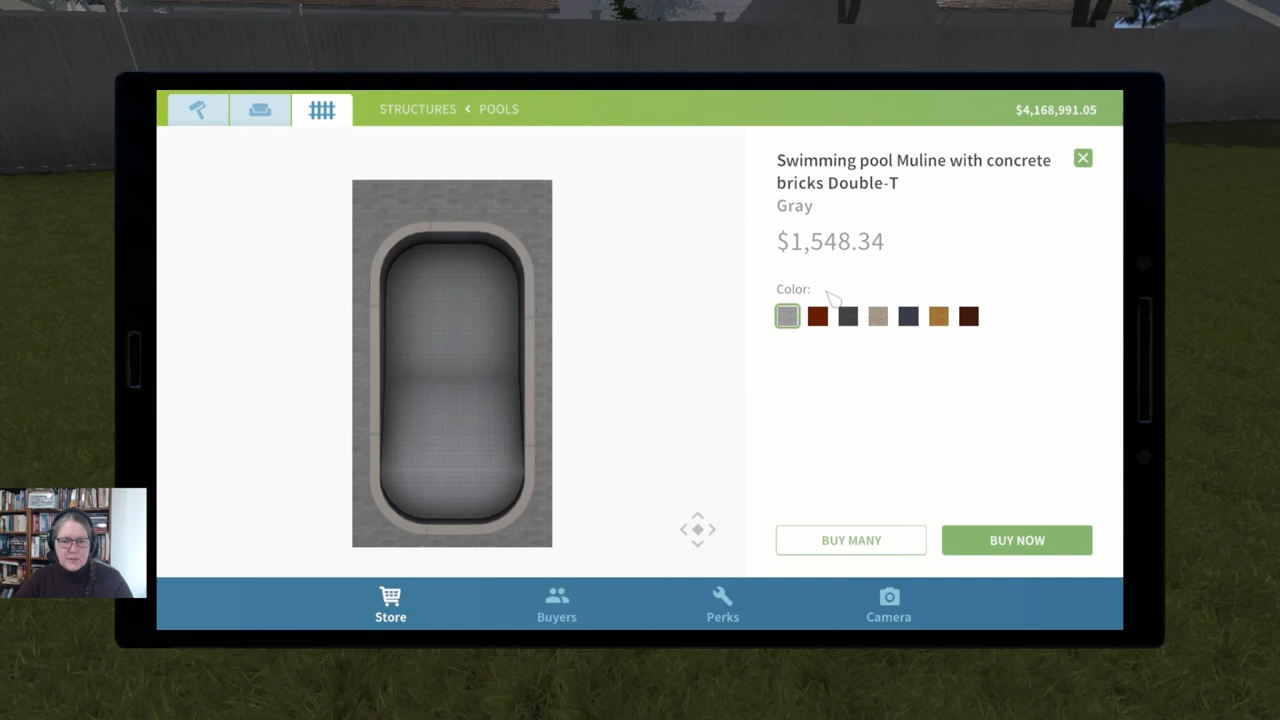 STRUCTURES < POOLS
$4,168,991.05
Swimming pool Muline with concrete
bricks Double-T
Gray
$1,548.34
Color:
BUY MANY
BUY NOW
Store
Buyers
Perks
Camera